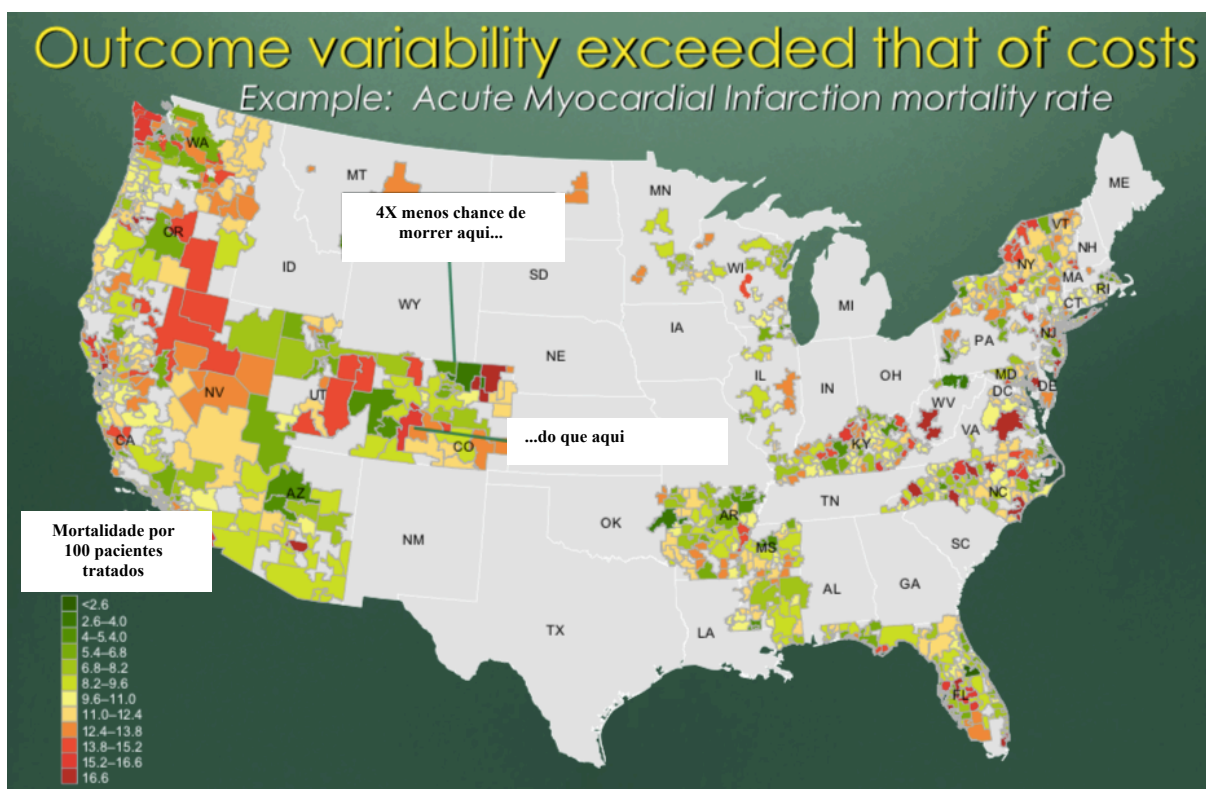 Outcome variability exceeded that of costs
Example: Acute Myocardial Infarction mortality rate
WA
MT
MN
ME
4X menos chance de
morrer aqui...
OR
VT
NH
ID
SD
WI
NY
MA
RI
WY
MI
CT
IA
PA
NJ
NE
NV
UT
IL
IN
OH
MD
DE
DC
WV
CA
CO
...do que aqui
KY
VA
AZ
TN
NC
OK
AR
NM
MS
SC
Mortalidade por
100 pacientes
tratados
AL
GA
TX
LA
FL
<2.6
2.6–4.0
4–5.4.0
5.4–6.8
6.8–8.2
8.2–9.6
9.6–11.0
11.0–12.4
12.4–13.8
13.8–15.2
15.2–16.6
16.6